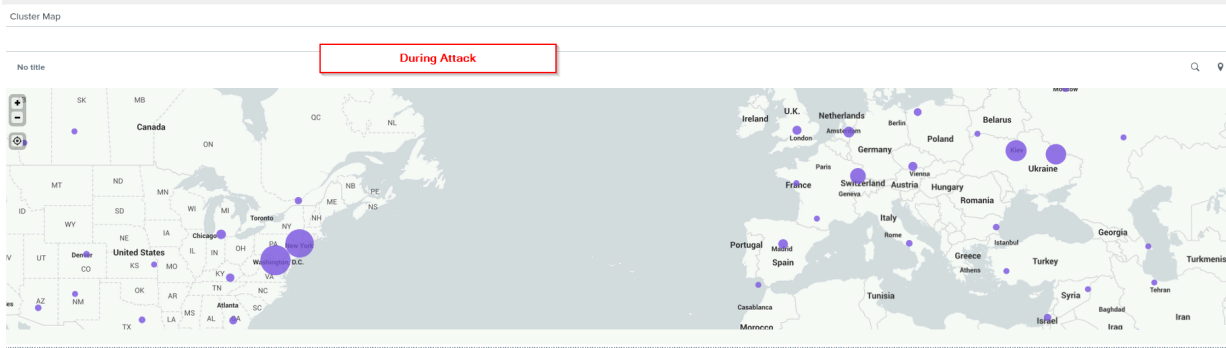 Cluster Map
During Attack
No title
+
−
SK
MB
QC
NL
Canada
ON
MT
ND
MN
NB
PE
ME
NS
ID
WY
SD
WI
MI
Toronto
NH
NY
NE
IA
Chicago
PA
New York
OH
UT
Denver
United States
IL
IN
Washington D.C.
CO
KS
MO
KY
VA
AZ
NM
OK
AR
TN
NC
Atlanta
SC
TX
LA
MS
AL
GA
Moscow
Ireland
U.K.
Netherlands
Berlin
Belarus
London
Amsterdam
Poland
Germany
Kiev
Paris
Vienna
Ukraine
France
Switzerland
Austria
Hungary
Geneva
Romania
Italy
Portugal
Madrid
Rome
Istanbul
Georgia
Spain
Greece
Turkey
Turkmenis
Athens
Casablanca
Tunisia
Syria
Tehran
Baghdad
Iran
Morocco
Israel
Iraq